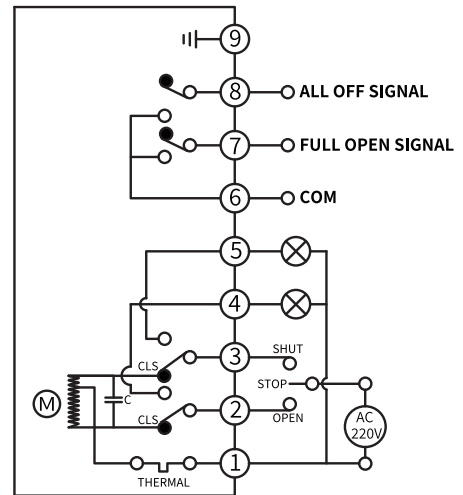 9
8 ALL OFF SIGNAL
7 FULL OPEN SIGNAL
6 COM
5
4
CLS 3 SHUT
M C STOP
CLS 2 OPEN
AC
220V
1
THERMAL